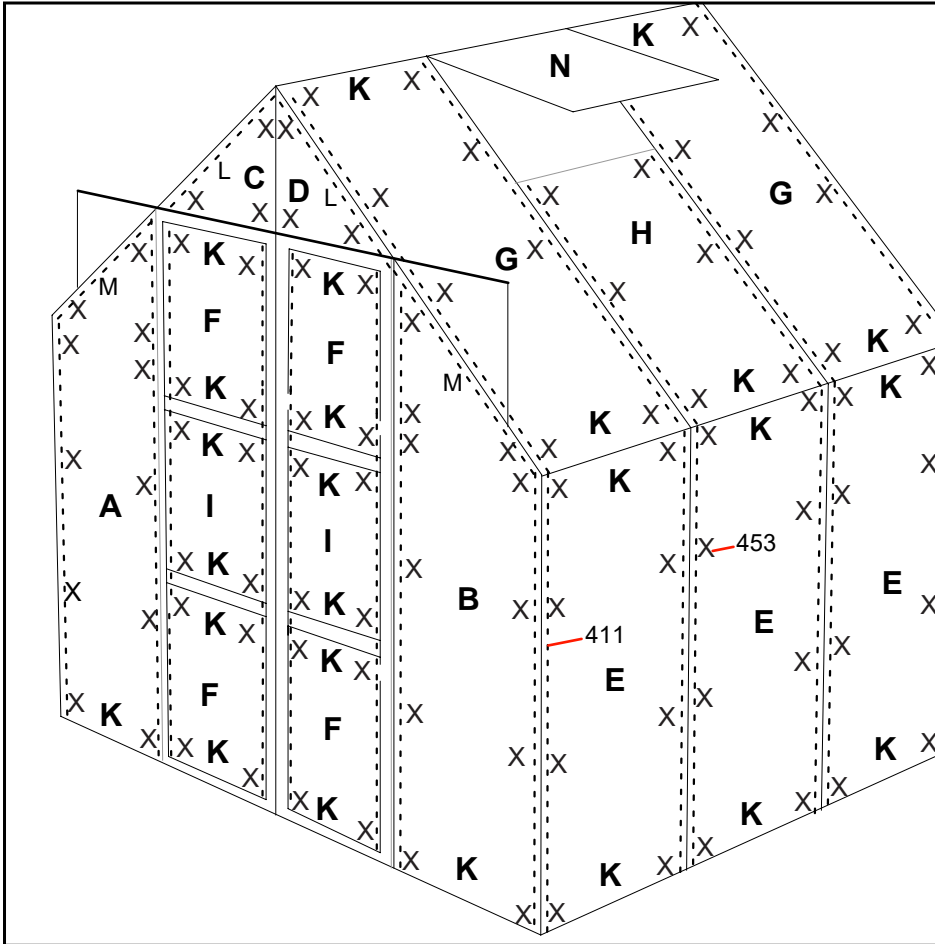 K X
N
X K X
X X X
X X
L C X
D L X X G X
X X X X H X
X X K X X G X X
M K X X X
X F X X
X X F X K
X M K X X
X K X X X K
X X K X X K X
X K X X X X X X K
X X X
X K X X X K
A I X X
I X 453
X K X X
X X E
X X K B X X X
X K X X E
411 X
X K X X
F E X
X K X X
X X K F K X
X X X X
X K K X
X X
X K K X
X X